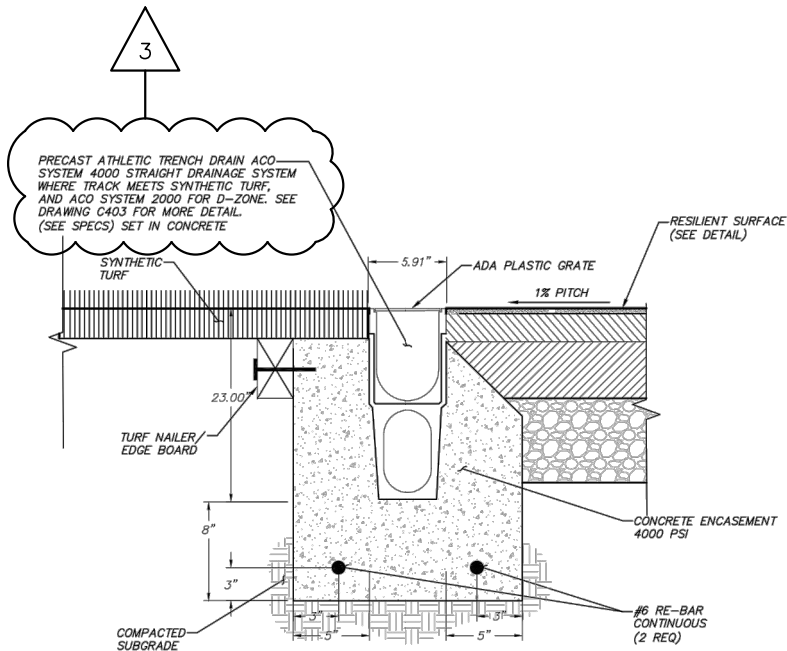 3
PRECAST ATHLETIC TRENCH DRAIN ACO
SYSTEM 4000 STRAIGHT DRAINAGE SYSTEM
WHERE TRACK MEETS SYNTHETIC TURF,
AND ACO SYSTEM 2000 FOR D-ZONE. SEE
DRAWING C403 FOR MORE DETAIL.
(SEE SPECS) SET IN CONCRETE
RESILIENT SURFACE
(SEE DETAIL)
SYNTHETIC
TURF
5.91"
ADA PLASTIC GRATE
1% PITCH
23.00"
TURF NAILER
EDGE BOARD
8"
CONCRETE ENCASEMENT
4000 PSI
3"
3"
3"
#6 RE-BAR
CONTINUOUS
(2 REQ)
COMPACTED
SUBGRADE
5"
5"